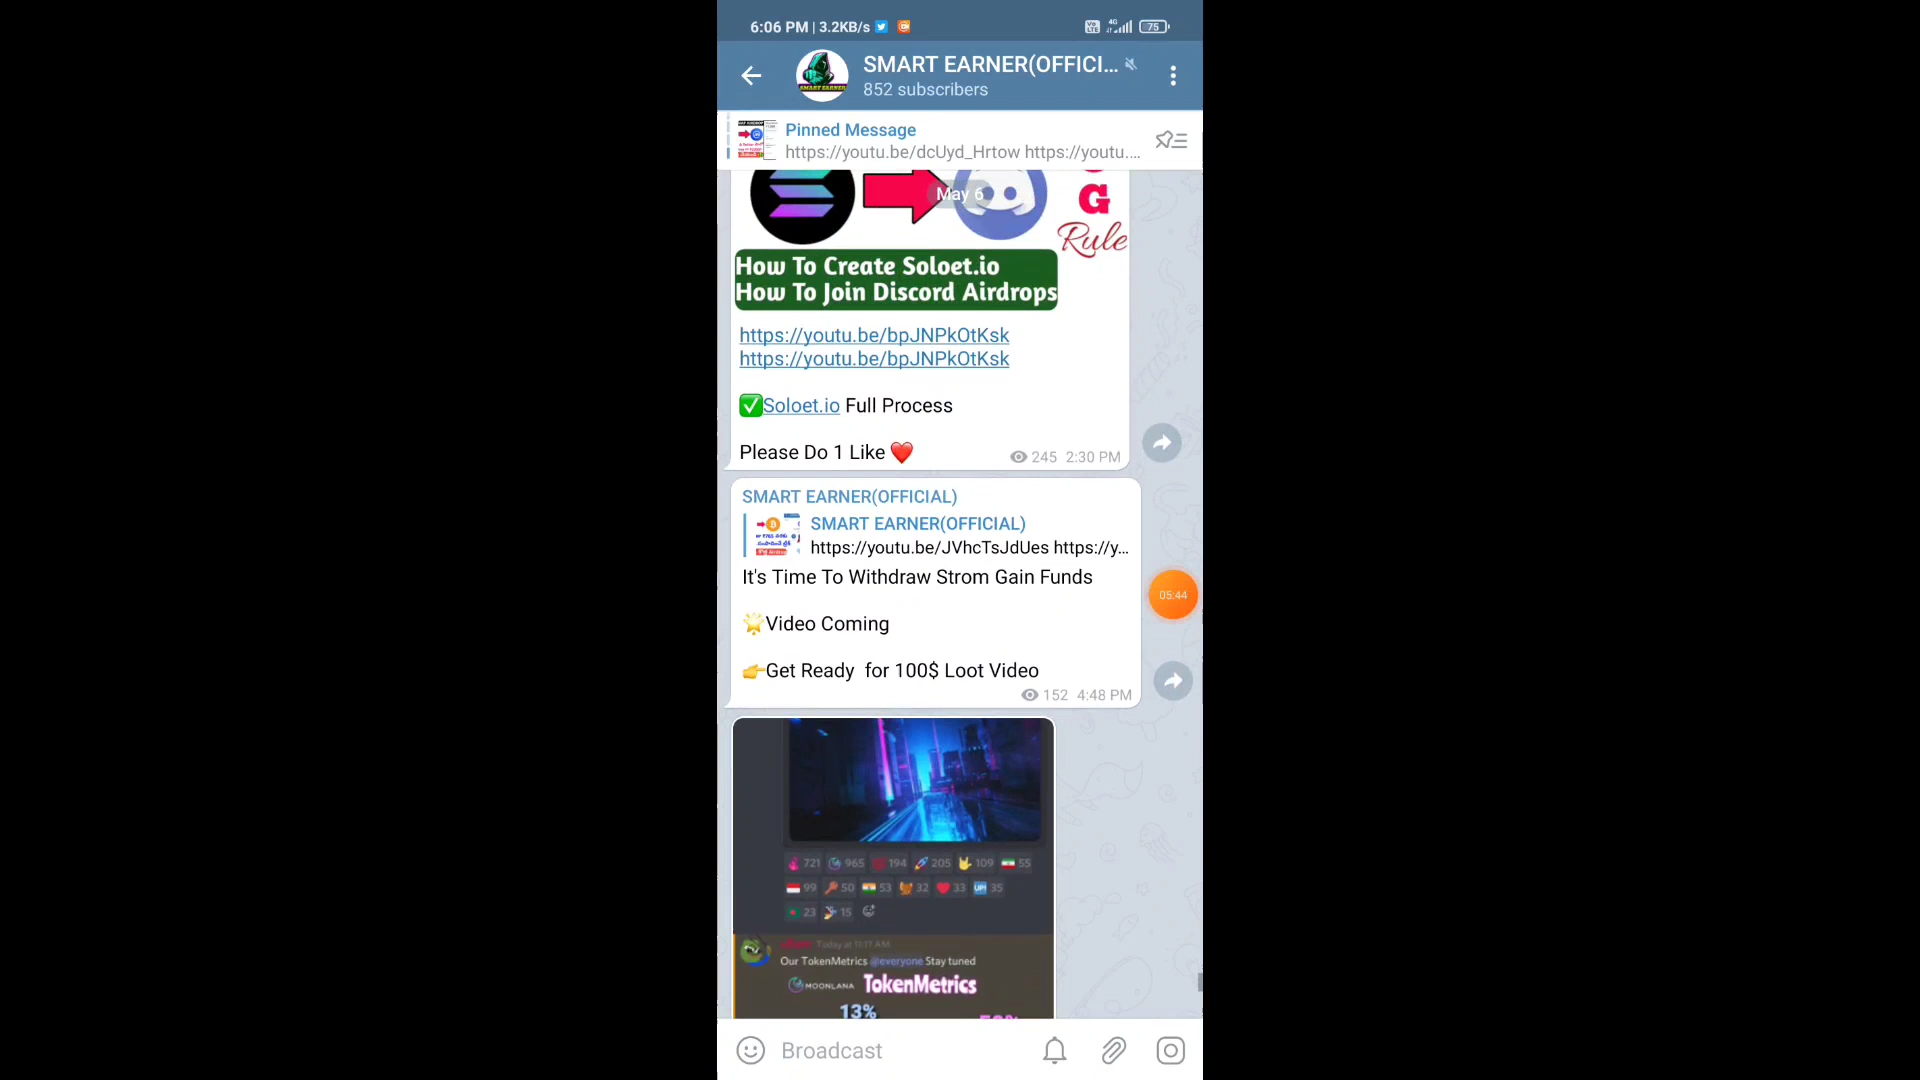 6:06 PM | 3.2KB/s
4G
75
SMART EARNER(OFFICI...
852 subscribers
Pinned Message
https://youtu.be/dcUyd_Hrtow https://youtu....
May 6
G
Rule
How To Create Soloet.io
How To Join Discord Airdrops
https://youtu.be/bpJNPkOtKsk
https://youtu.be/bpJNPkOtKsk
✅Soloet.io Full Process
Please Do 1 Like ❤️
245 2:30 PM
SMART EARNER(OFFICIAL)
SMART EARNER(OFFICIAL)
https://youtu.be/JVhcTsJdUes https://y...
It's Time To Withdraw Strom Gain Funds
🌟Video Coming
👉Get Ready for 100$ Loot Video
152 4:48 PM
05:44
721 965 194 205 109 55
99 50 53 32 33 UP! 35
23 15
Today at 11:17 AM
Our TokenMetrics @everyone Stay tuned
MOONLANA TokenMetrics
13%
Broadcast